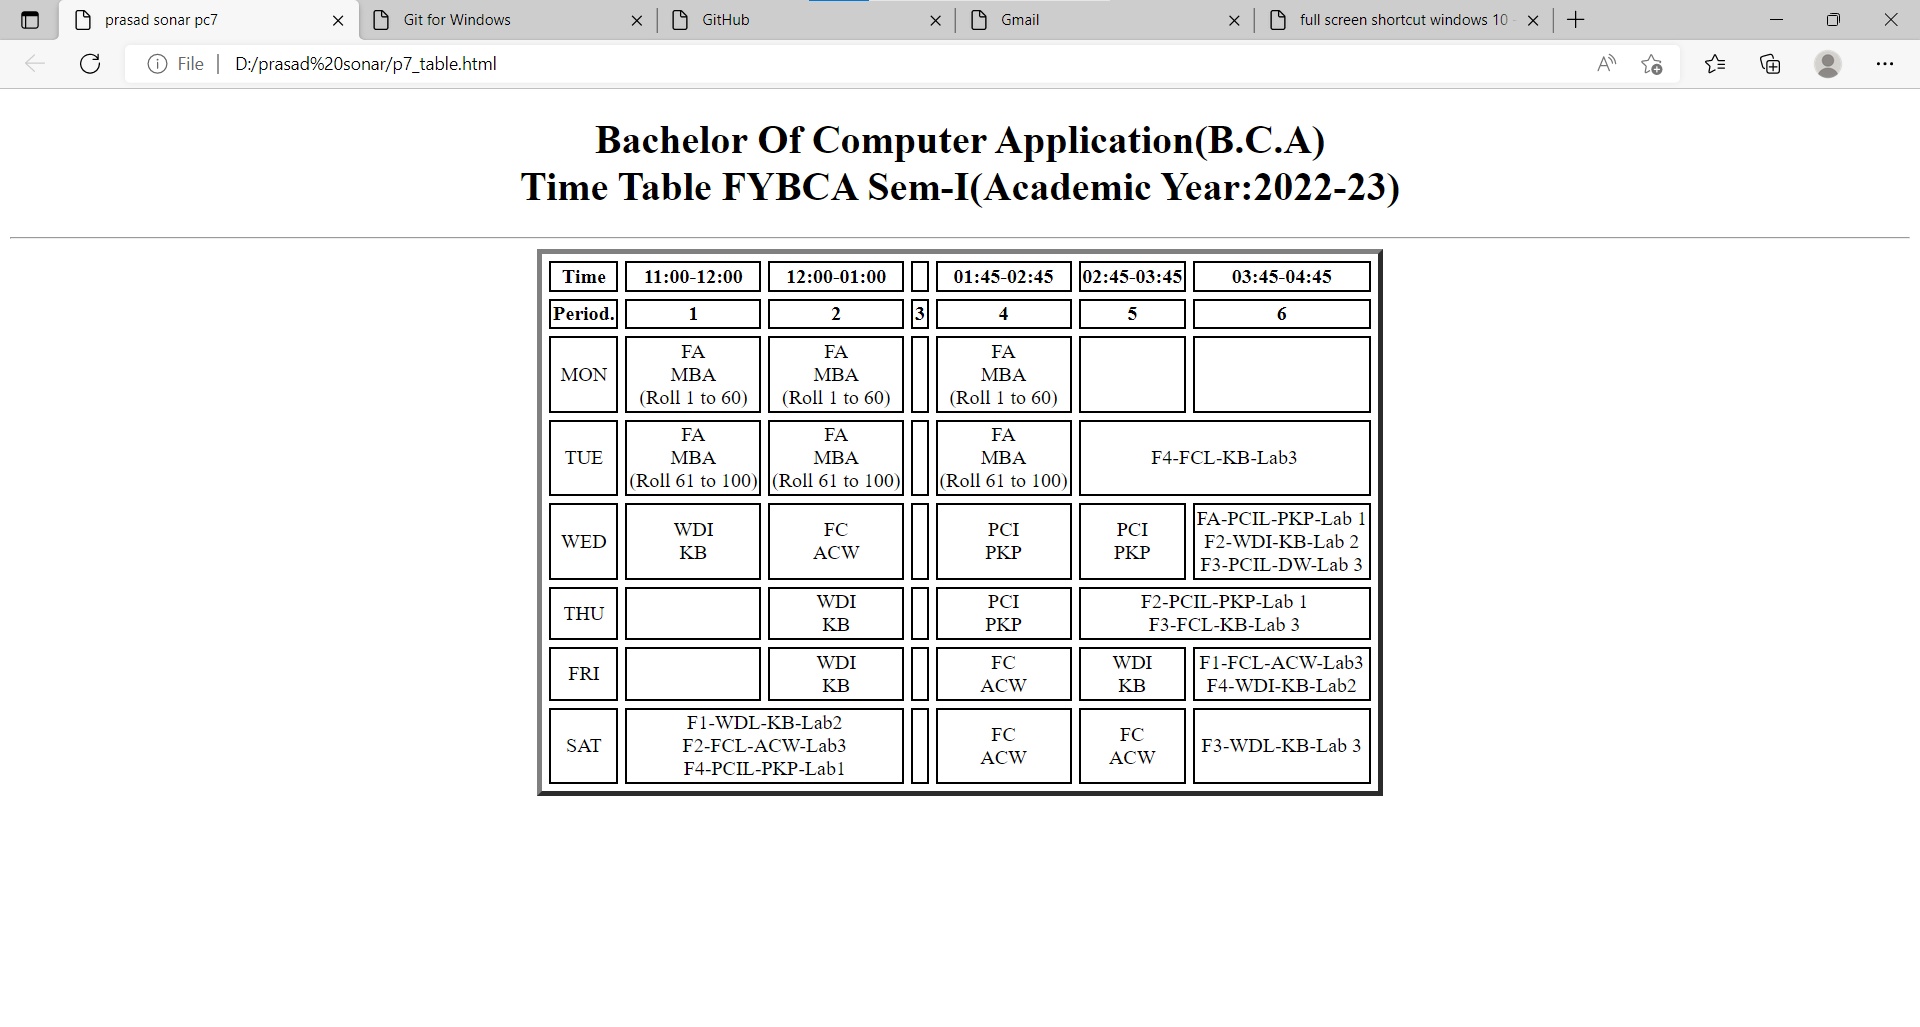 prasad sonar pc7
Git for Windows
GitHub
Gmail
full screen shortcut windows 10
File
D:/prasad%20sonar/p7_table.html
Bachelor Of Computer Application(B.C.A)
Time Table FYBCA Sem-I(Academic Year:2022-23)
Time 11:00-12:00 12:00-01:00 01:45-02:45 02:45-03:45 03:45-04:45
Period. 1 2 3 4 5 6
MON
FA
MBA
(Roll 1 to 60)
FA
MBA
(Roll 1 to 60)
FA
MBA
(Roll 1 to 60)
TUE
FA
MBA
(Roll 61 to 100)
FA
MBA
(Roll 61 to 100)
FA
MBA
(Roll 61 to 100)
F4-FCL-KB-Lab3
WED
WDI
KB
FC
ACW
PCI
PKP
PCI
PKP
FA-PCIL-PKP-Lab 1
F2-WDI-KB-Lab 2
F3-PCIL-DW-Lab 3
THU
WDI
KB
PCI
PKP
F2-PCIL-PKP-Lab 1
F3-FCL-KB-Lab 3
FRI
WDI
KB
FC
ACW
WDI
KB
F1-FCL-ACW-Lab3
F4-WDI-KB-Lab2
SAT
F1-WDL-KB-Lab2
F2-FCL-ACW-Lab3
F4-PCIL-PKP-Lab1
FC
ACW
FC
ACW
F3-WDL-KB-Lab 3